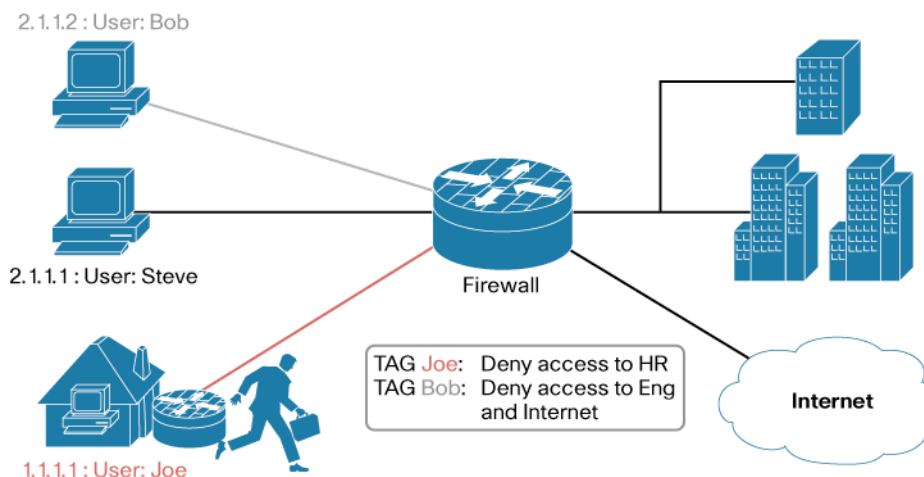 2.1.1.2 : User: Bob
2.1.1.1 : User: Steve
Firewall
TAG Joe: Deny access to HR
TAG Bob: Deny access to Eng
and Internet
Internet
1.1.1.1 : User: Joe